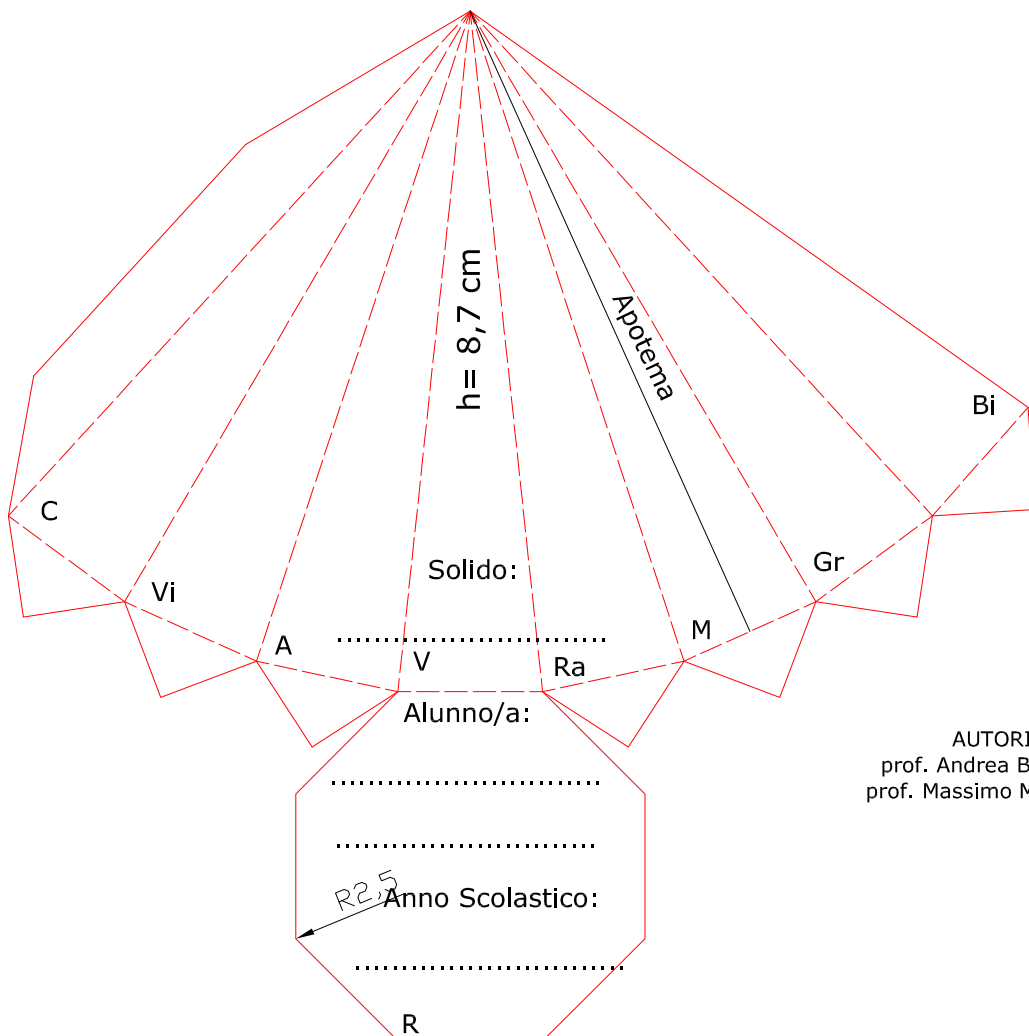 h= 8,7 cm
Apotema
Bi
C
Gr
Solido:
Vi
M
A
V
Ra
Alunno/a:
AUTORI
prof. Andrea B
prof. Massimo M
R2,5
Anno Scolastico:
R